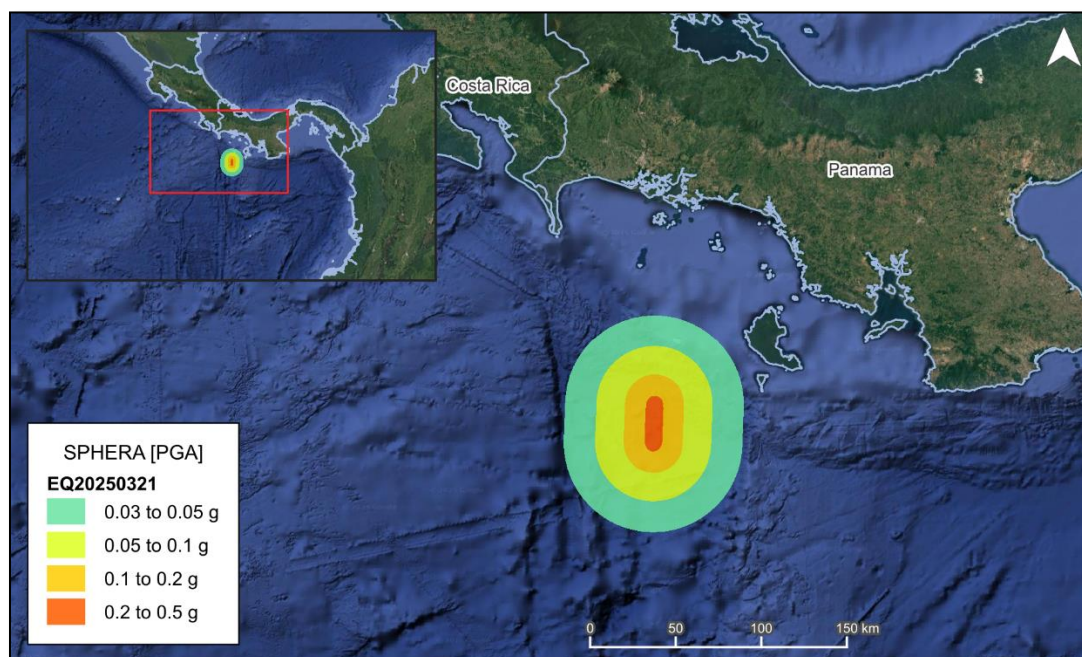 Costa Rica
Panama
SPHERA [PGA]
EQ20250321
0.03 to 0.05 g
0.05 to 0.1 g
0.1 to 0.2 g
0.2 to 0.5 g
0 50 100 150 km